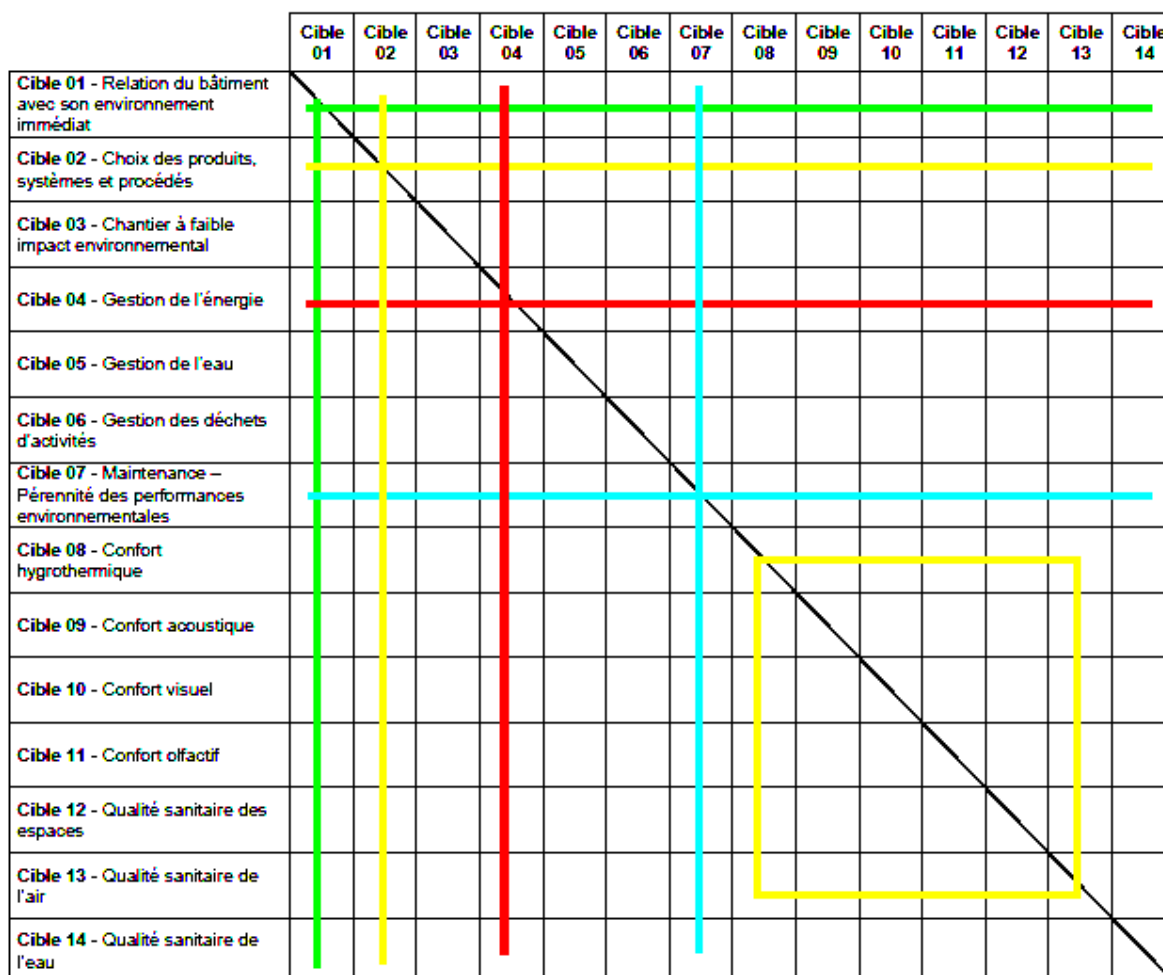 Cible Cible Cible Cible Cible Cible Cible Cible Cible Cible Cible Cible Cible Cible
01 02 03 04 05 06 07 08 09 10 11 12 13 14
Cible 01 - Relation du bâtiment
avec son environnement
immédiat
Cible 02 - Choix des produits,
systèmes et procédés
Cible 03 - Chantier à faible
impact environnemental
Cible 04 - Gestion de l'énergie
Cible 05 - Gestion de l'eau
Cible 06 - Gestion des déchets
d'activités
Cible 07 - Maintenance –
Pérennité des performances
environnementales
Cible 08 - Confort
hygrothermique
Cible 09 - Confort acoustique
Cible 10 - Confort visuel
Cible 11 - Confort olfactif
Cible 12 - Qualité sanitaire des
espaces
Cible 13 - Qualité sanitaire de
l'air
Cible 14 - Qualité sanitaire de
l'eau